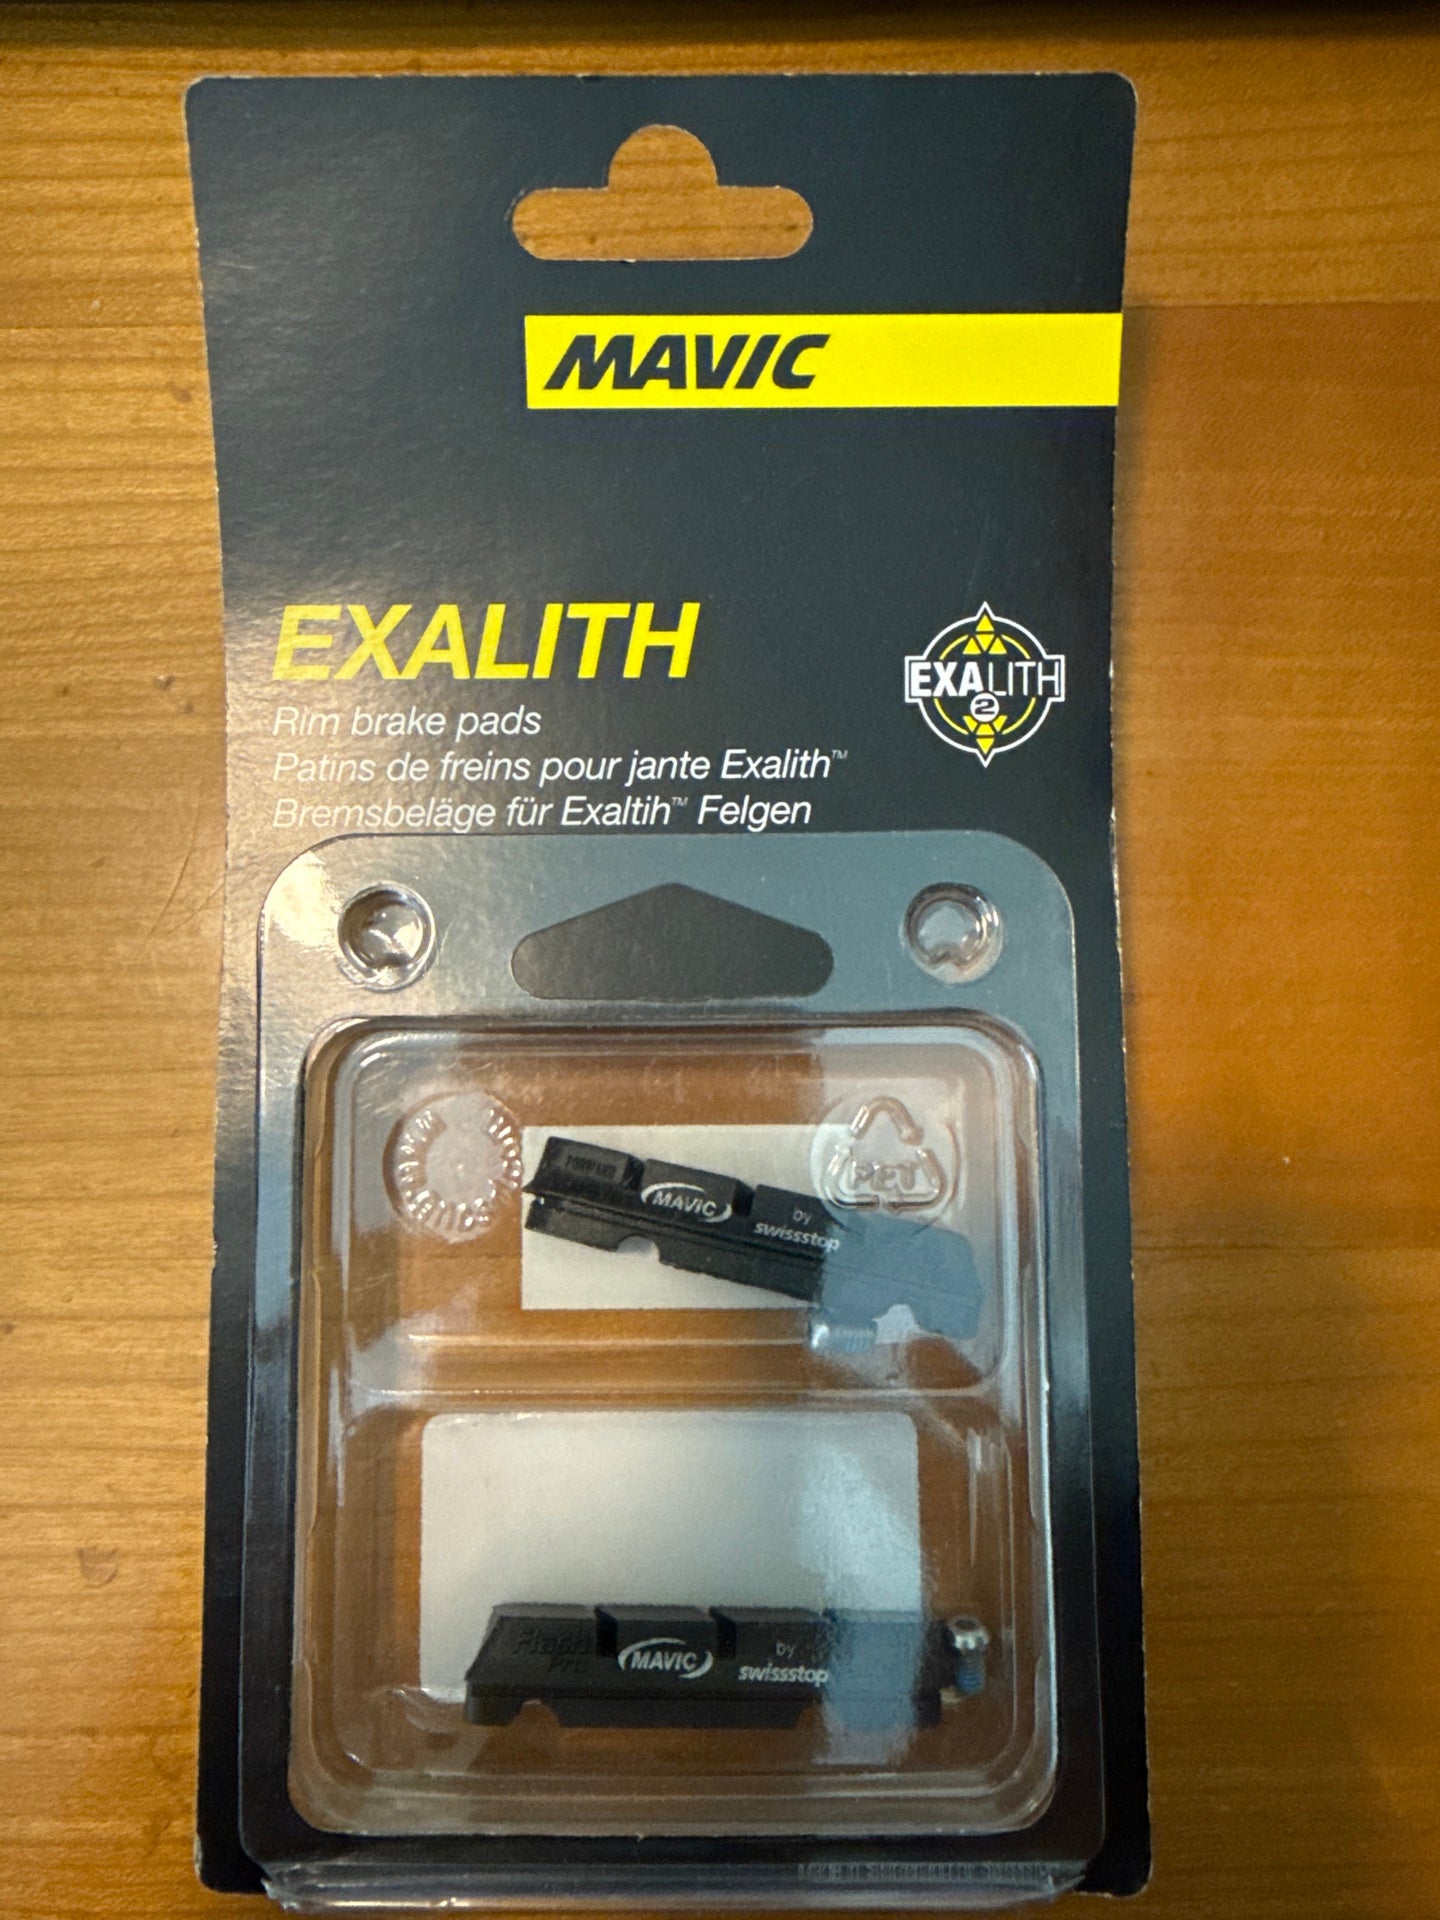 MAVIC
EXALITH
EXALITH
2
Rim brake pads
Patins de freins pour jante Exalith™
Bremsbeläge für Exaltih™ Felgen
PET
FORWARD
MAVIC
by
swissstop
Flash
Pro
MAVIC
by
swissstop